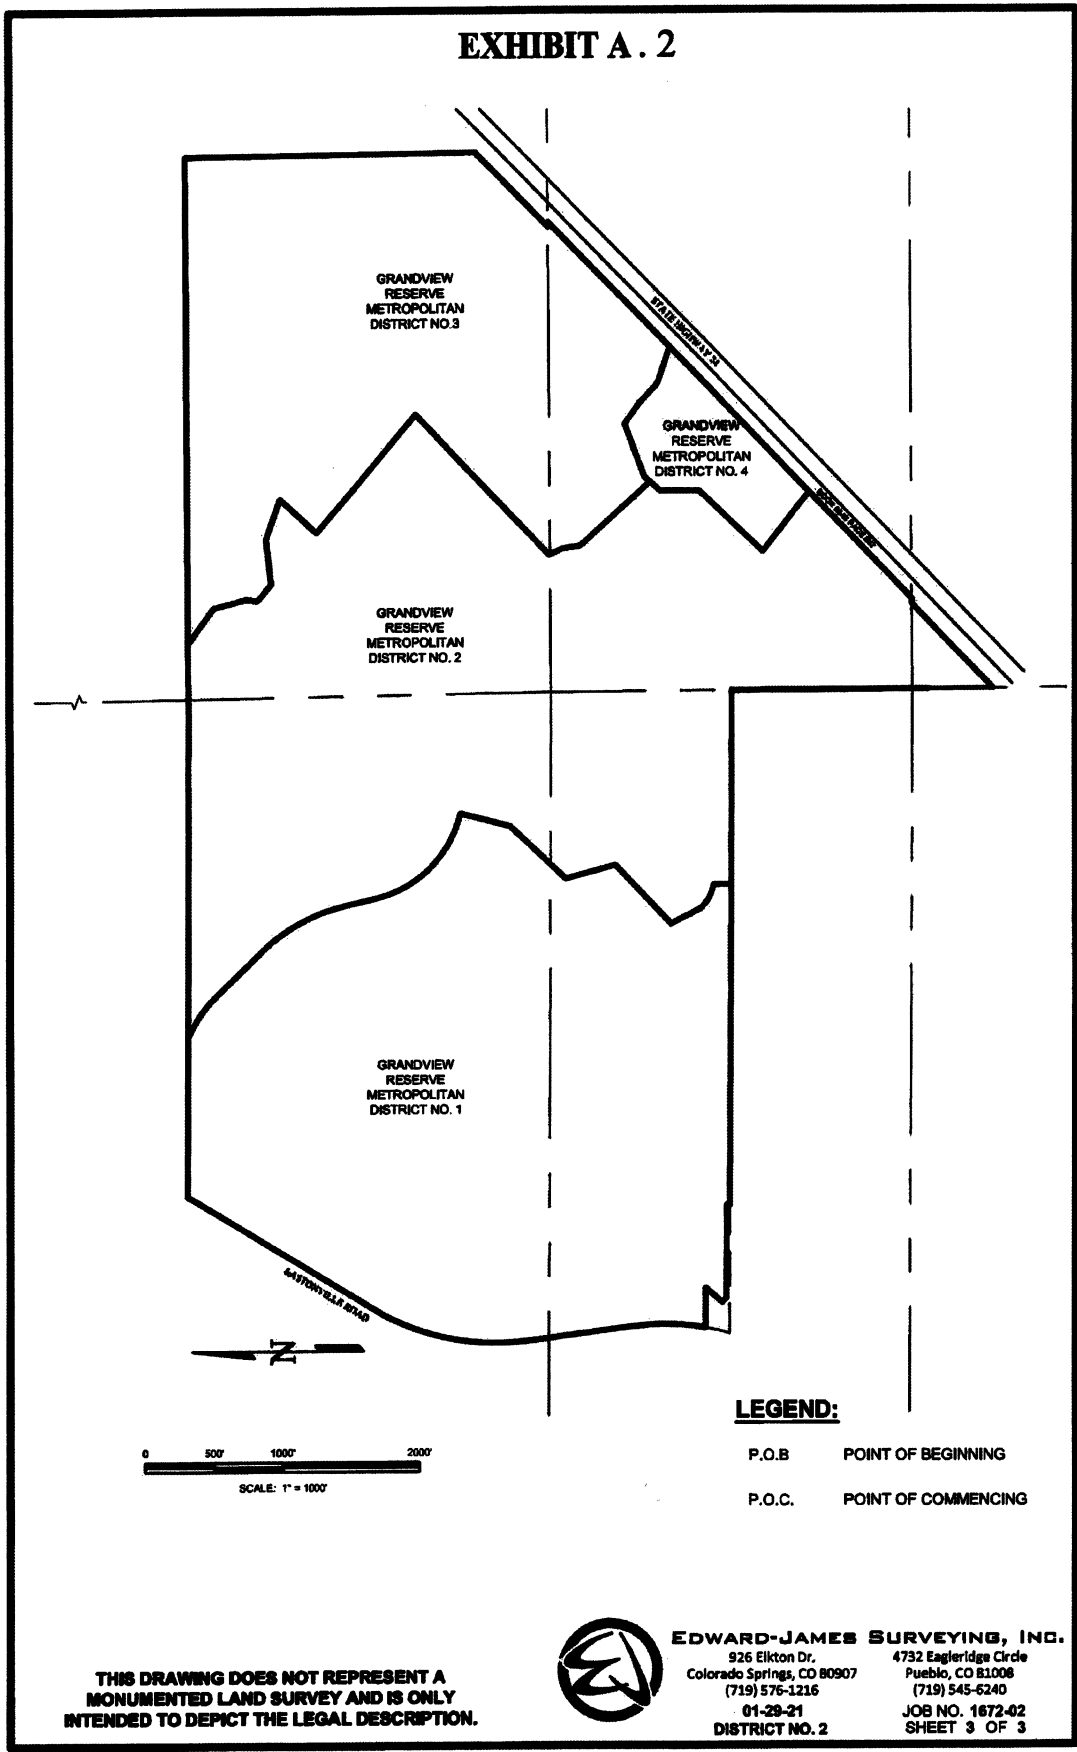 EXHIBIT A . 2
STATE HIGHWAY 24
GRANDVIEW
RESERVE
METROPOLITAN
DISTRICT NO.3
GRANDVIEW
RESERVE
METROPOLITAN
DISTRICT NO. 4
GRANDVIEW
RESERVE
METROPOLITAN
DISTRICT NO. 2
GRANDVIEW
RESERVE
METROPOLITAN
DISTRICT NO. 1
EASTONVILLE ROAD
N
LEGEND:
P.O.B POINT OF BEGINNING
P.O.C. POINT OF COMMENCING
0 500' 1000' 2000'
SCALE: 1" = 1000'
THIS DRAWING DOES NOT REPRESENT A
MONUMENTED LAND SURVEY AND IS ONLY
INTENDED TO DEPICT THE LEGAL DESCRIPTION.
EDWARD-JAMES SURVEYING, INC.
926 Elkton Dr. 4732 Eagleridge Circle
Colorado Springs, CO 80907 Pueblo, CO 81008
(719) 576-1216 (719) 545-6240
01-29-21 JOB NO. 1672-02
DISTRICT NO. 2 SHEET 3 OF 3